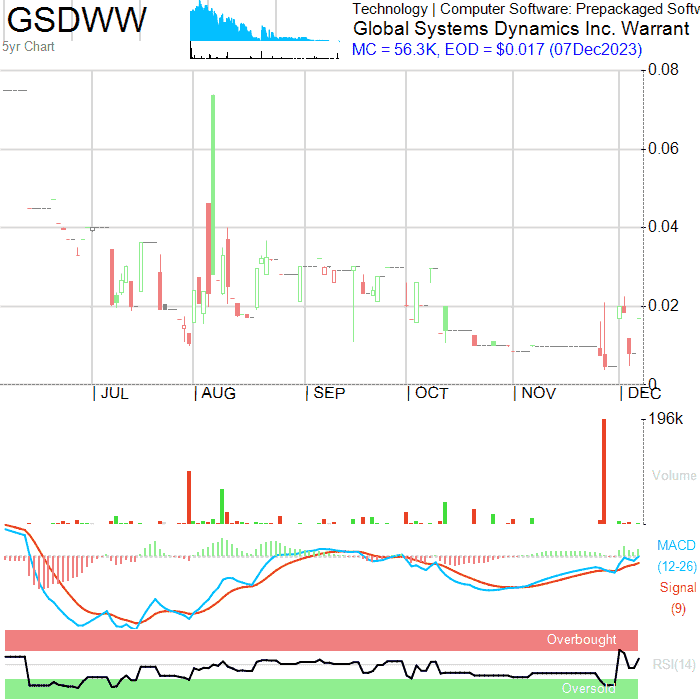 GSDWW
5yr Chart
Technology | Computer Software: Prepackaged Softw
Global Systems Dynamics Inc. Warrant
MC = 56.3K, EOD = $0.017 (07Dec2023)
0.08
0.06
0.04
0.02
0
| JUL | AUG | SEP | OCT | NOV | DEC
196k
Volume
MACD
(12-26)
Signal
(9)
Overbought
RSI(14)
Oversold